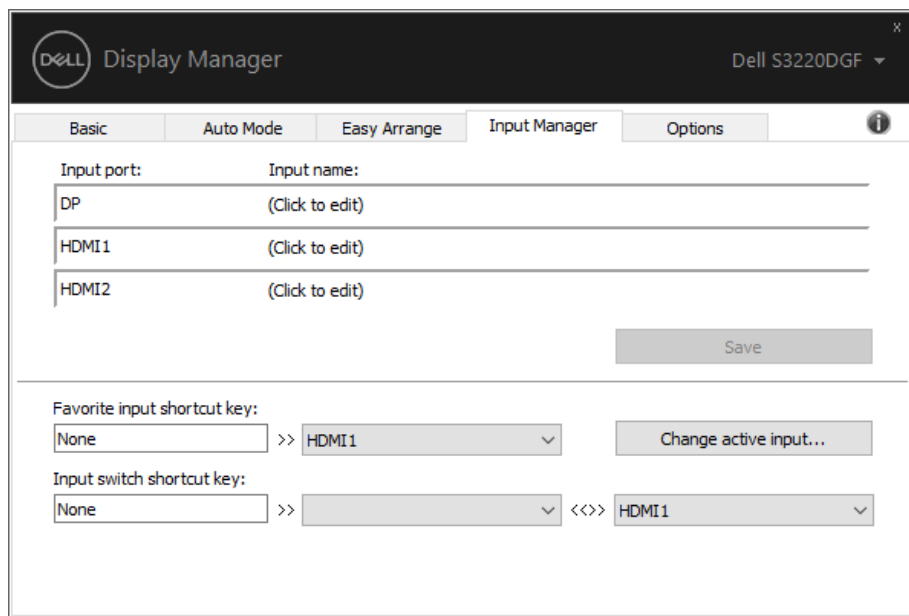 x
DELL Display Manager Dell S3220DGF
Basic Auto Mode Easy Arrange Input Manager Options i
Input port: Input name:
DP (Click to edit)
HDMI1 (Click to edit)
HDMI2 (Click to edit)
Save
Favorite input shortcut key:
None >> HDMI1 Change active input...
Input switch shortcut key:
None >> <<>> HDMI1